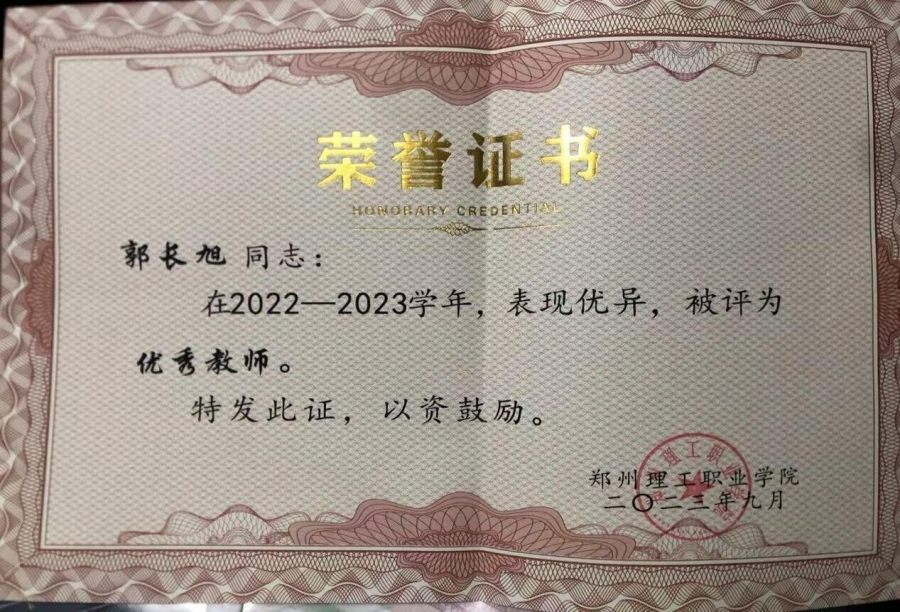 荣誉证书
HONORARY CREDENTIAL
郭长旭 同志：
在2022—2023学年，表现优异，被评为
优秀教师。
特发此证，以资鼓励。
郑州理工职业学院
二〇二三年九月